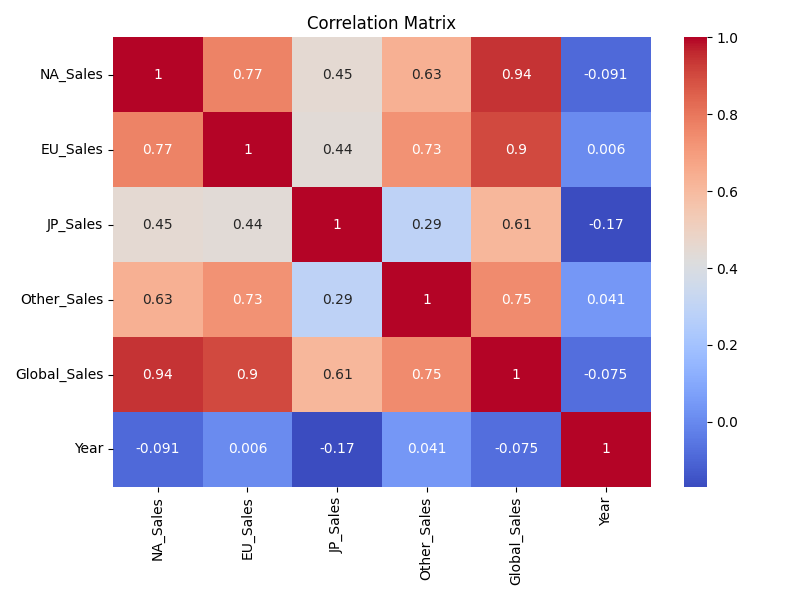 Correlation Matrix
NA_Sales 1 0.77 0.45 0.63 0.94 -0.091
EU_Sales 0.77 1 0.44 0.73 0.9 0.006
JP_Sales 0.45 0.44 1 0.29 0.61 -0.17
Other_Sales 0.63 0.73 0.29 1 0.75 0.041
Global_Sales 0.94 0.9 0.61 0.75 1 -0.075
Year -0.091 0.006 -0.17 0.041 -0.075 1
NA_Sales EU_Sales JP_Sales Other_Sales Global_Sales Year
1.0
0.8
0.6
0.4
0.2
0.0